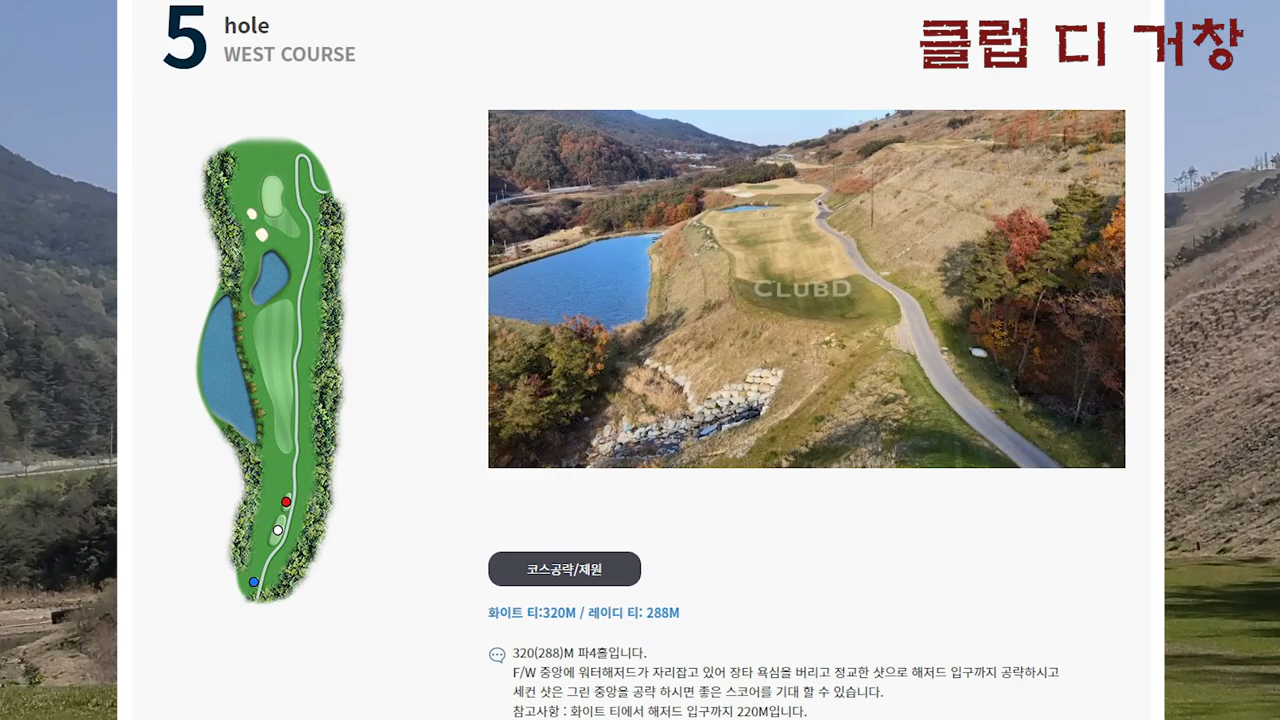 5
hole
WEST COURSE
클럽 디 거창
CLUBD
코스공략/제원
화이트 티:320M / 레이디 티: 288M
320(288)M 파4홀입니다.
F/W 중앙에 워터해저드가 자리잡고 있어 장타 욕심을 버리고 정교한 샷으로 해저드 입구까지 공략하시고
세컨 샷은 그린 중앙을 공략 하시면 좋은 스코어를 기대 할 수 있습니다.
참고사항 : 화이트 티에서 해저드 입구까지 220M입니다.